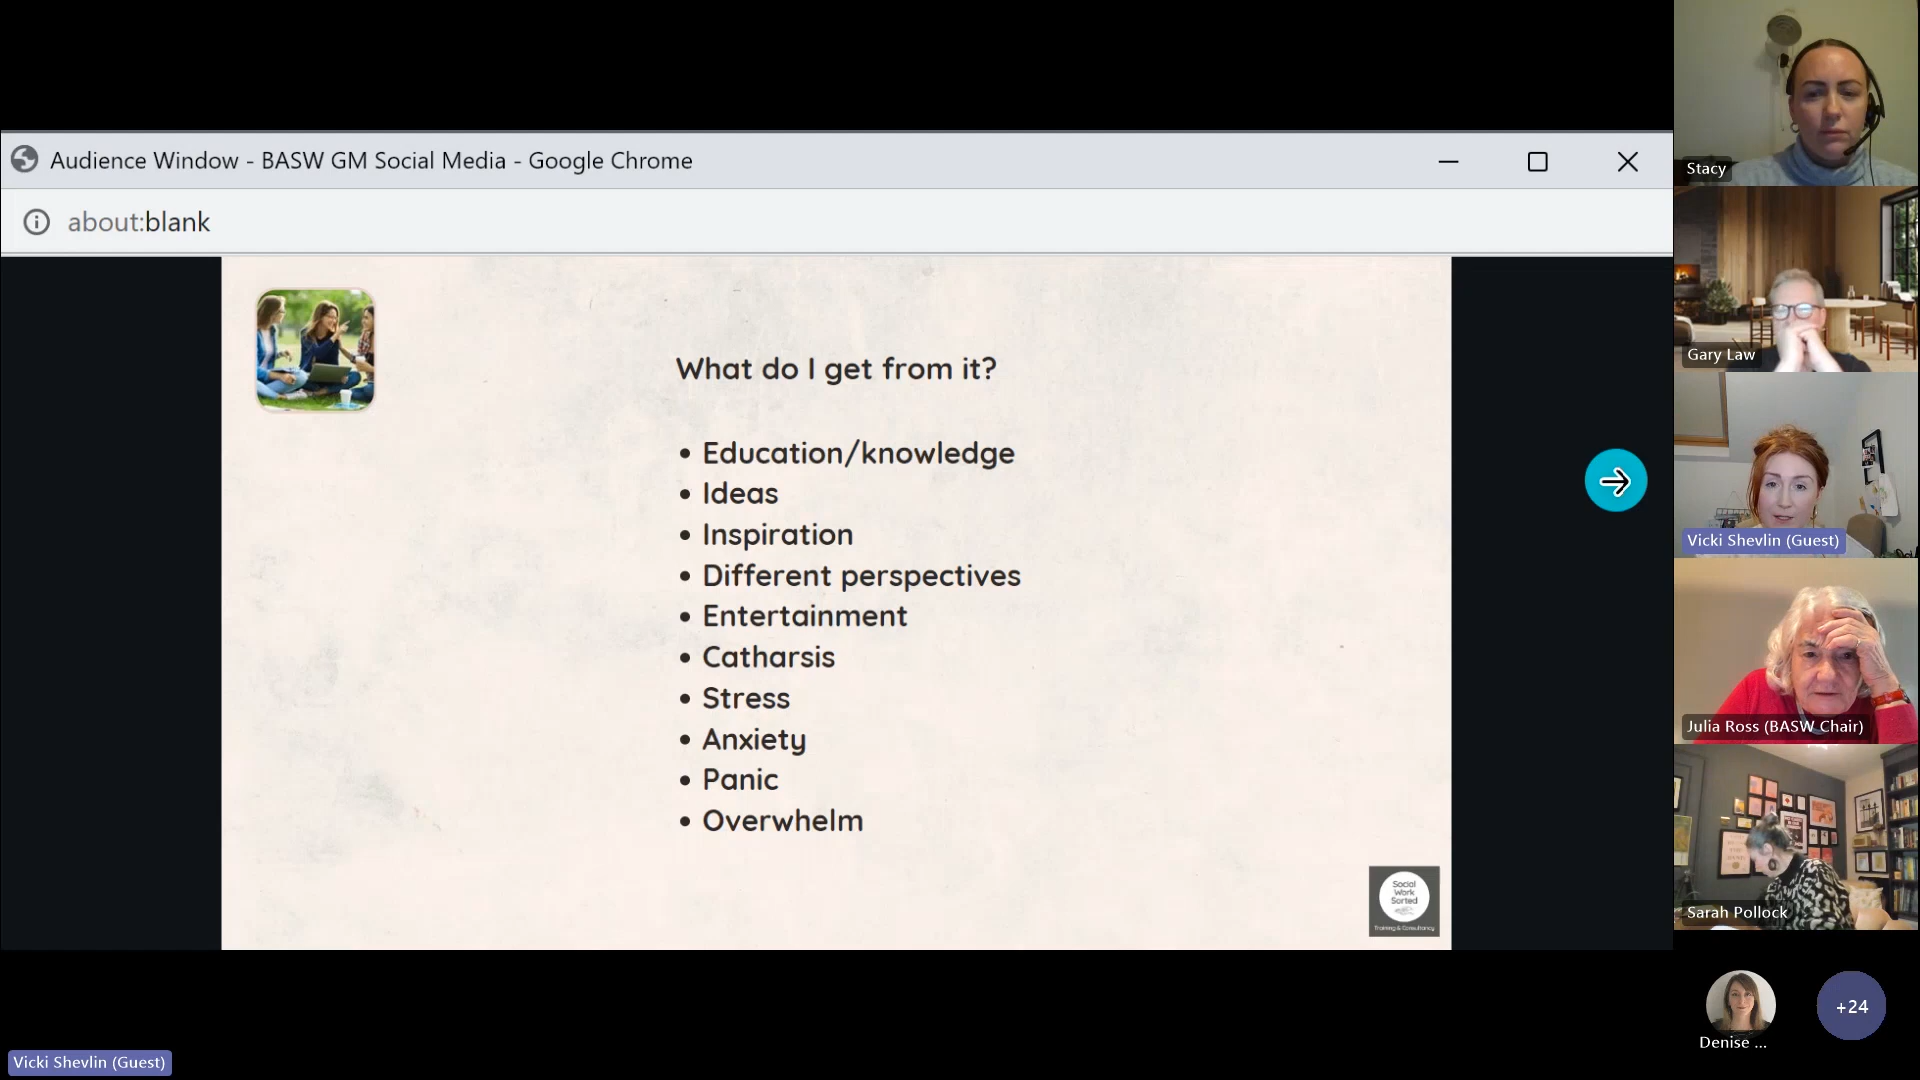 Audience Window - BASW GM Social Media - Google Chrome
about:blank
What do I get from it?
• Education/knowledge
• Ideas
• Inspiration
• Different perspectives
• Entertainment
• Catharsis
• Stress
• Anxiety
• Panic
• Overwhelm
Social
Work
Sorted
Training & Consultancy
Stacy
Gary Law
Vicki Shevlin (Guest)
Julia Ross (BASW Chair)
Sarah Pollock
Denise ...
+24
Vicki Shevlin (Guest)